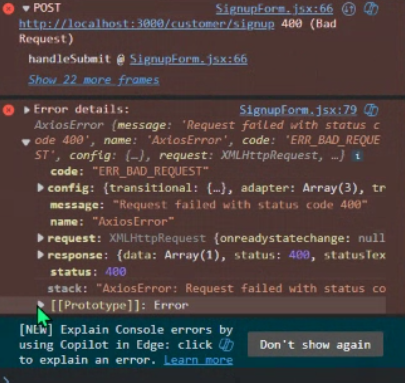 ▼POST SignupForm.jsx:66
http://localhost:3000/customer/signup 400 (Bad
Request)
handleSubmit @ SignupForm.jsx:66
Show 22 more frames
▶Error details: SignupForm.jsx:79
AxiosError {message: 'Request failed with status c
▼ode 400', name: 'AxiosError', code: 'ERR_BAD_REQUE
ST', config: {…}, request: XMLHttpRequest, …} i
code: "ERR_BAD_REQUEST"
▶config: {transitional: {…}, adapter: Array(3), tr
message: "Request failed with status code 400"
name: "AxiosError"
▶request: XMLHttpRequest {onreadystatechange: null
▶response: {data: Array(1), status: 400, statusTex
status: 400
stack: "AxiosError: Request failed with status co
▶[[Prototype]]: Error
[NEW] Explain Console errors by
using Copilot in Edge: click
to explain an error. Learn more
Don't show again